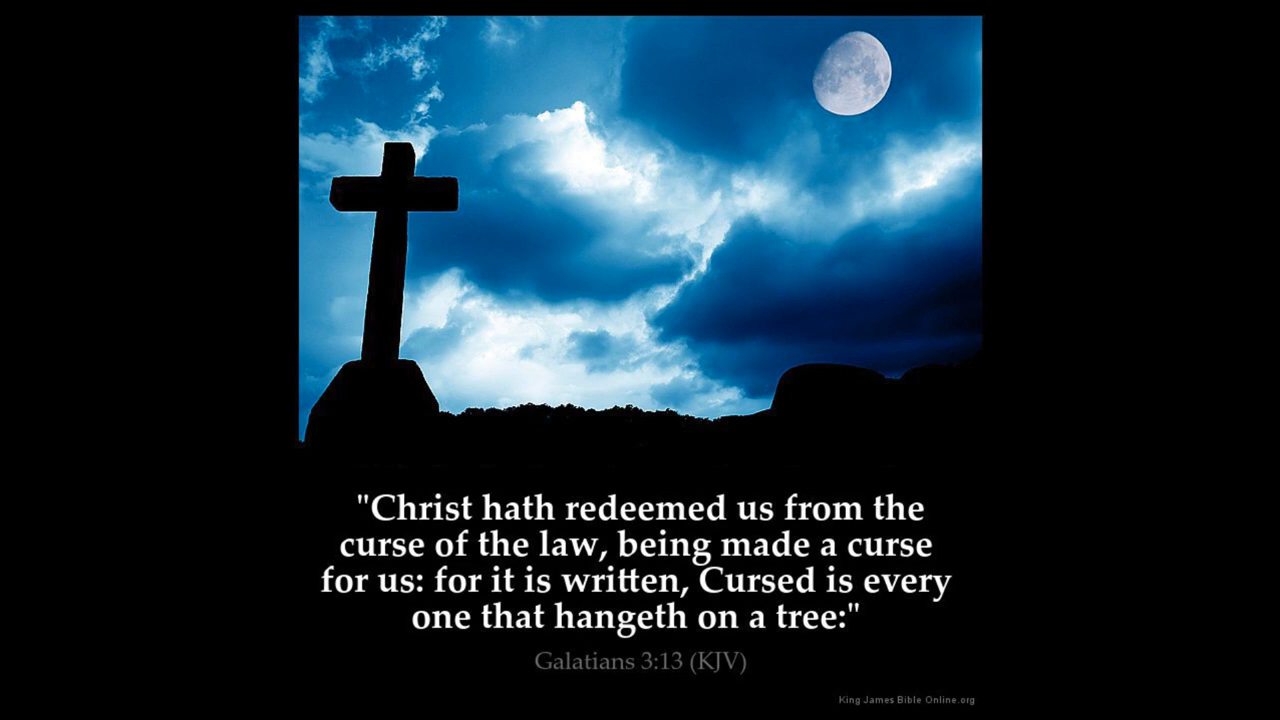 "Christ hath redeemed us from the
curse of the law, being made a curse
for us: for it is written, Cursed is every
one that hangeth on a tree:"
Galatians 3:13 (KJV)
King James Bible Online.org